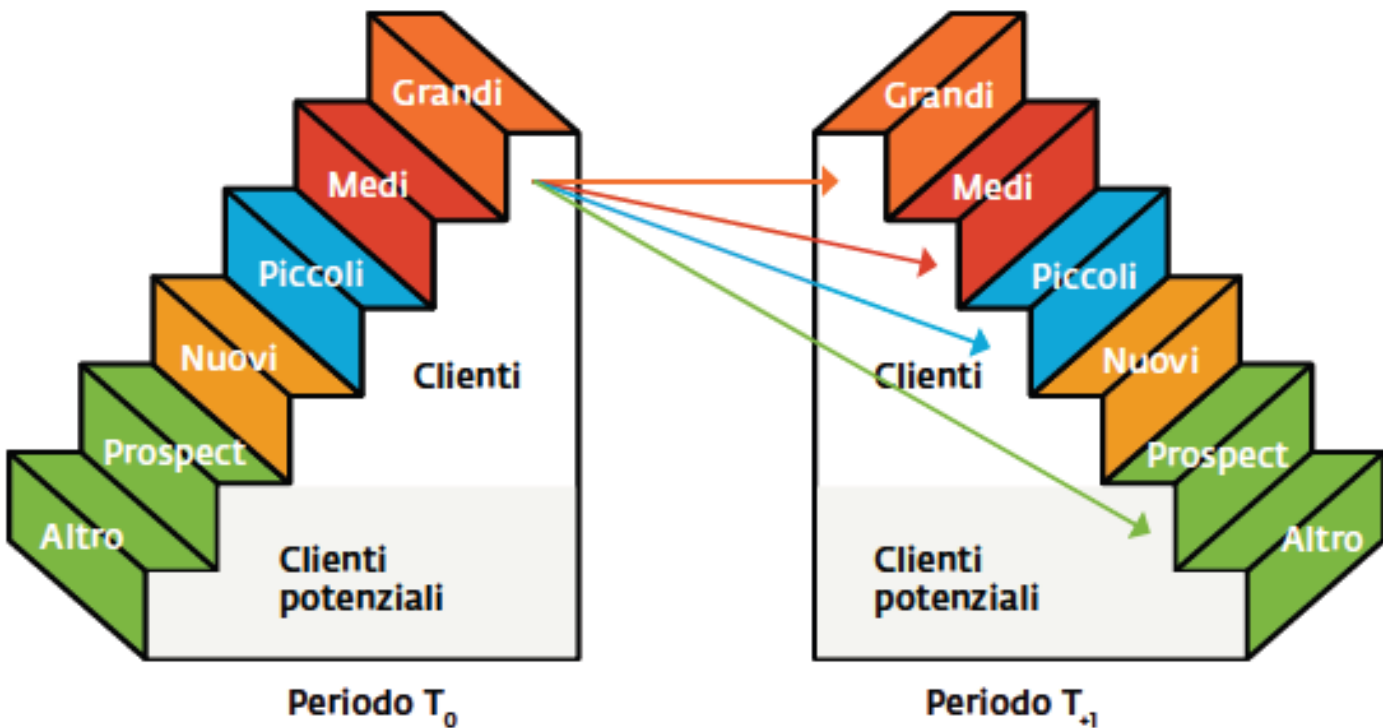 Grandi
Medi
Piccoli
Nuovi
Prospect
Altro
Clienti
Clienti
potenziali
Periodo T₀
Grandi
Medi
Piccoli
Nuovi
Prospect
Altro
Clienti
Clienti
potenziali
Periodo T₊₁